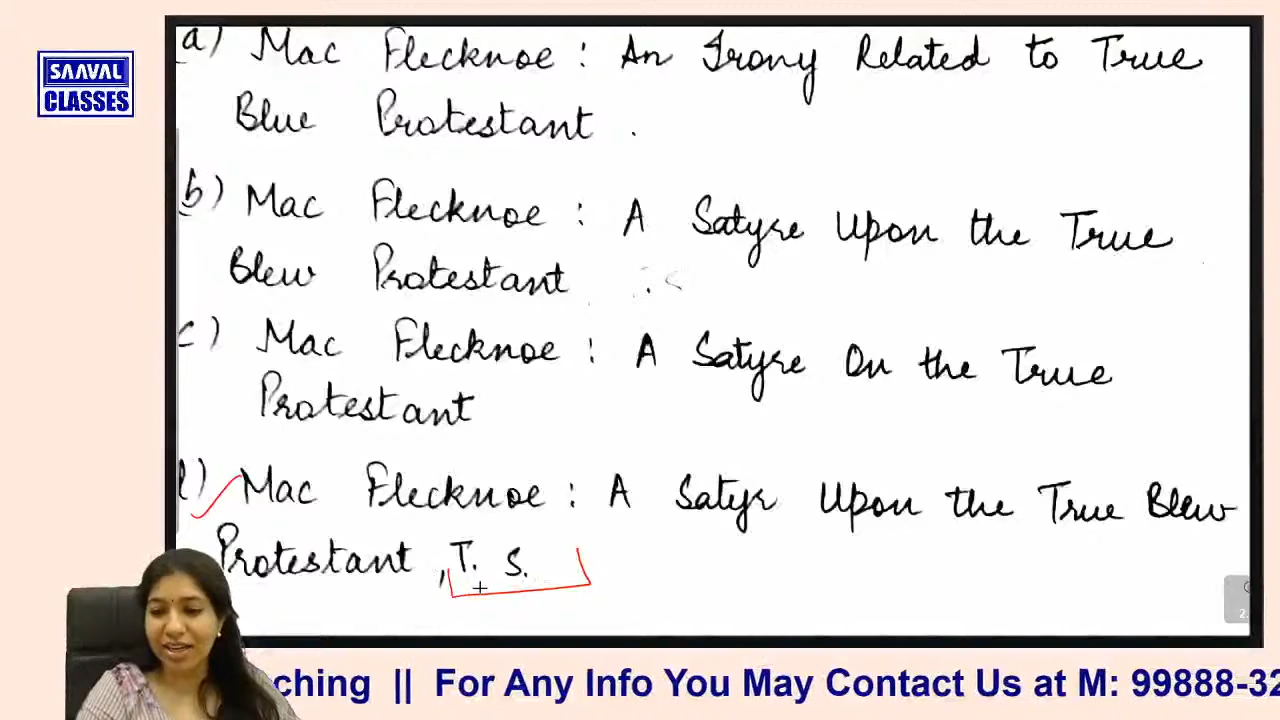 SAAVAL
CLASSES
a) Mac Flecknoe : An Irony Related to True
Blue Protestant .
b) Mac Flecknoe : A Satyre Upon the True
Blew Protestant
c) Mac Flecknoe : A Satyre On the True
Protestant
) Mac Flecknoe : A Satyr Upon the True Blew
Protestant , T. S.
ching || For Any Info You May Contact Us at M: 99888-32